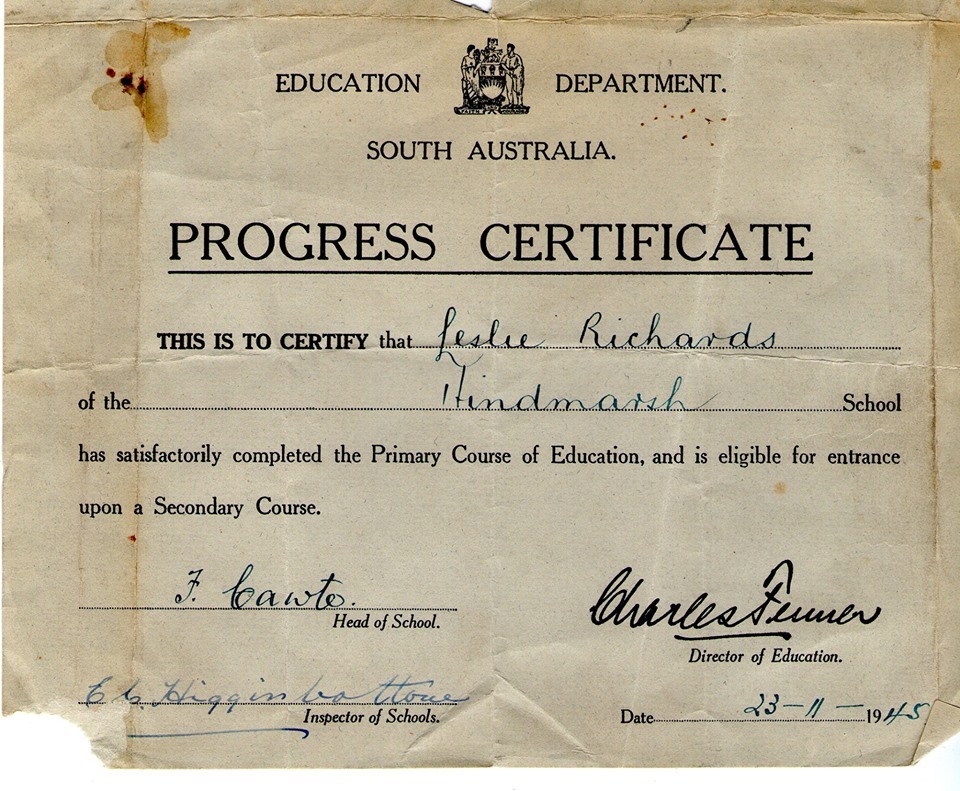 EDUCATION DEPARTMENT.
SOUTH AUSTRALIA.
PROGRESS CERTIFICATE
THIS IS TO CERTIFY that Leslie Richards
of the Hindmarsh School
has satisfactorily completed the Primary Course of Education, and is eligible for entrance
upon a Secondary Course.
F. Cawte.
Head of School.
Charles Fenner
Director of Education.
Higginbottome
Inspector of Schools.
Date 23-11-1945